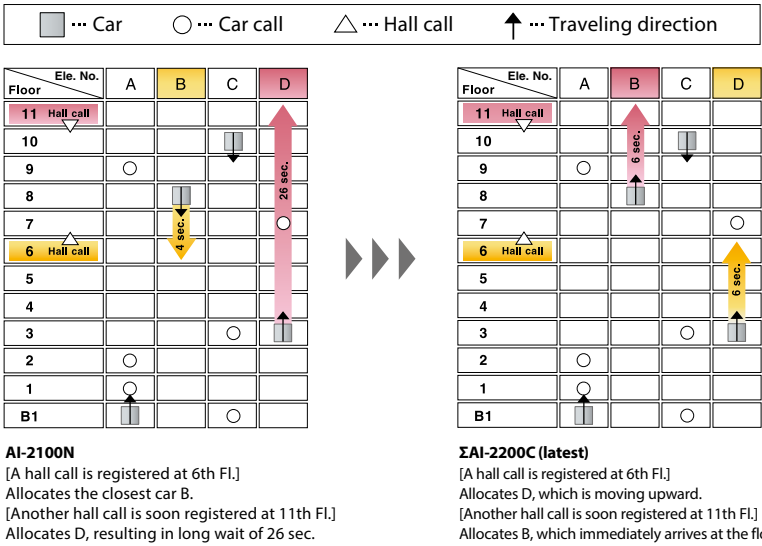 ··· Car ··· Car call ··· Hall call ··· Traveling direction
Ele. No. A B C D
Floor
11 Hall call
10
9
8
7
6 Hall call
5
4
3
2
1
B1
4 sec.
26 sec.
AI-2100N
[A hall call is registered at 6th Fl.]
Allocates the closest car B.
[Another hall call is soon registered at 11th Fl.]
Allocates D, resulting in long wait of 26 sec.
Ele. No. A B C D
Floor
11 Hall call
10
9
8
7
6 Hall call
5
4
3
2
1
B1
6 sec.
6 sec.
ΣAI-2200C (latest)
[A hall call is registered at 6th Fl.]
Allocates D, which is moving upward.
[Another hall call is soon registered at 11th Fl.]
Allocates B, which immediately arrives at the